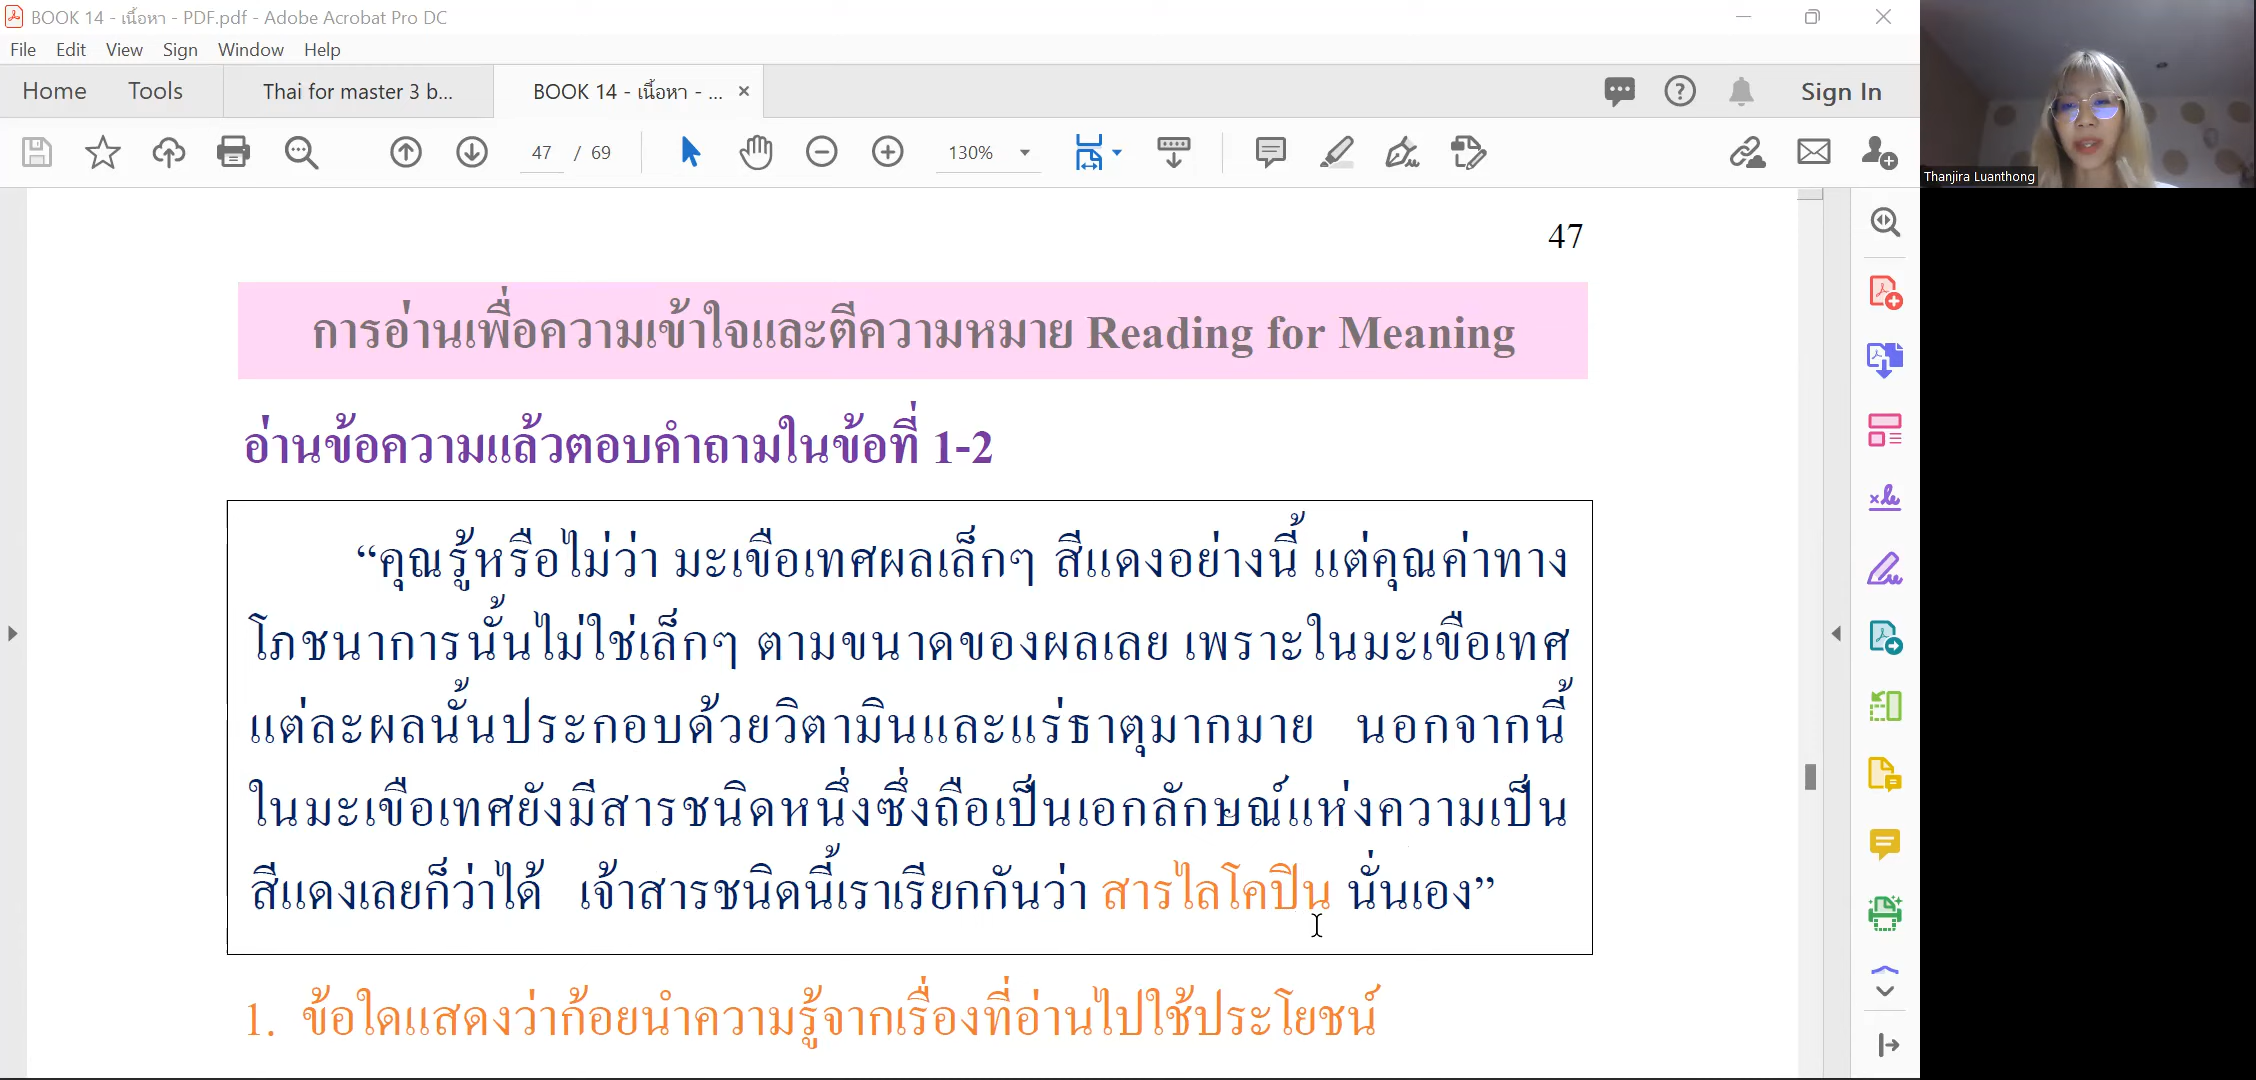 BOOK 14 - เนื้อหา - PDF.pdf - Adobe Acrobat Pro DC
File Edit View Sign Window Help
Home Tools Thai for master 3 b... BOOK 14 - เนื้อหา - ... × Sign In
47 / 69 130%
Thanjira Luanthong
47
การอ่านเพื่อความเข้าใจและตีความหมาย Reading for Meaning
อ่านข้อความแล้วตอบคำถามในข้อที่ 1-2
“คุณรู้หรือไม่ว่า มะเขือเทศผลเล็กๆ สีแดงอย่างนี้ แต่คุณค่าทาง
โภชนาการนั้นไม่ใช่เล็กๆ ตามขนาดของผลเลย เพราะในมะเขือเทศ
แต่ละผลนั้นประกอบด้วยวิตามินและแร่ธาตุมากมาย นอกจากนี้
ในมะเขือเทศยังมีสารชนิดหนึ่งซึ่งถือเป็นเอกลักษณ์แห่งความเป็น
สีแดงเลยก็ว่าได้ เจ้าสารชนิดนี้เราเรียกกันว่า สารไลโคปีน นั่นเอง”
1. ข้อใดแสดงว่าก้อยนำความรู้จากเรื่องที่อ่านไปใช้ประโยชน์